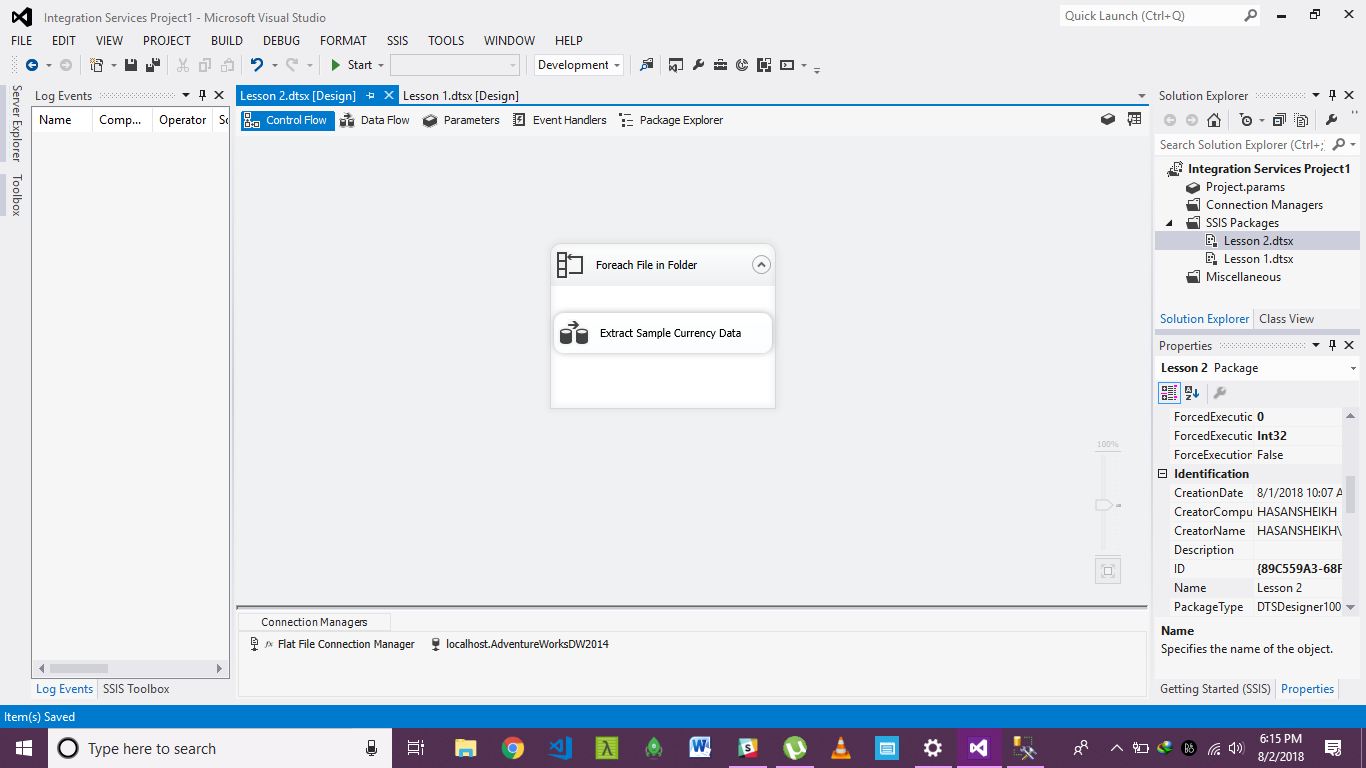 Integration Services Project1 - Microsoft Visual Studio
Quick Launch (Ctrl+Q)
FILE EDIT VIEW PROJECT BUILD DEBUG FORMAT SSIS TOOLS WINDOW HELP
Start Development
Server Explorer
Toolbox
Log Events
Name Comp... Operator
Log Events SSIS Toolbox
Lesson 2.dtsx [Design] Lesson 1.dtsx [Design]
Control Flow Data Flow Parameters Event Handlers Package Explorer
Foreach File in Folder
Extract Sample Currency Data
100%
Connection Managers
fx Flat File Connection Manager localhost.AdventureWorksDW2014
Solution Explorer
Search Solution Explorer (Ctrl+;
Integration Services Project1
Project.params
Connection Managers
SSIS Packages
Lesson 2.dtsx
Lesson 1.dtsx
Miscellaneous
Solution Explorer Class View
Properties
Lesson 2 Package
ForcedExecutic 0
ForcedExecutic Int32
ForceExecution False
Identification
CreationDate 8/1/2018 10:07 A
CreatorCompu HASANSHEIKH
CreatorName HASANSHEIKH\
Description
ID {89C559A3-68F
Name Lesson 2
PackageType DTSDesigner100
Name
Specifies the name of the object.
Getting Started (SSIS) Properties
Item(s) Saved
Type here to search
6:15 PM
8/2/2018